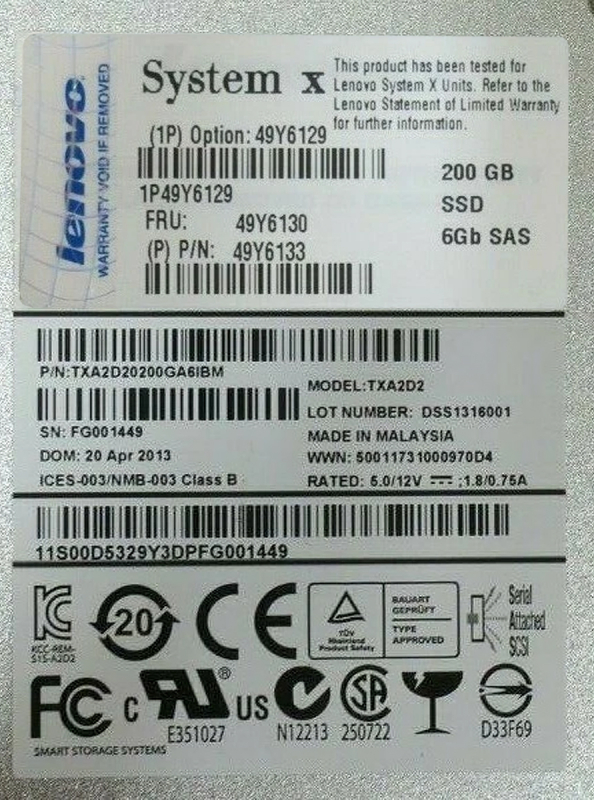 lenovo
WARRANTY VOID IF REMOVED
System x
This product has been tested for
Lenovo System X Units. Refer to the
Lenovo Statement of Limited Warranty
for further information.
(1P) Option: 49Y6129
1P49Y6129
FRU: 49Y6130
(P) P/N: 49Y6133
200 GB
SSD
6Gb SAS
P/N:TXA2D20200GA6IBM
MODEL:TXA2D2
LOT NUMBER: DSS1316001
SN: FG001449
MADE IN MALAYSIA
DOM: 20 Apr 2013
WWN: 50011731000970D4
ICES-003/NMB-003 Class B
RATED: 5.0/12V ;1.8/0.75A
11S00D5329Y3DPFG001449
KC
KCC-REM-
S1S-A2D2
20
CE
TÜV
Rheinland
Product Safety
BAUART
GEPRÜFT
TYPE
APPROVED
Serial
Attached
SCSI
FC
SMART STORAGE SYSTEMS
c RU® US
E351027
N12213
SA
250722
D33F69